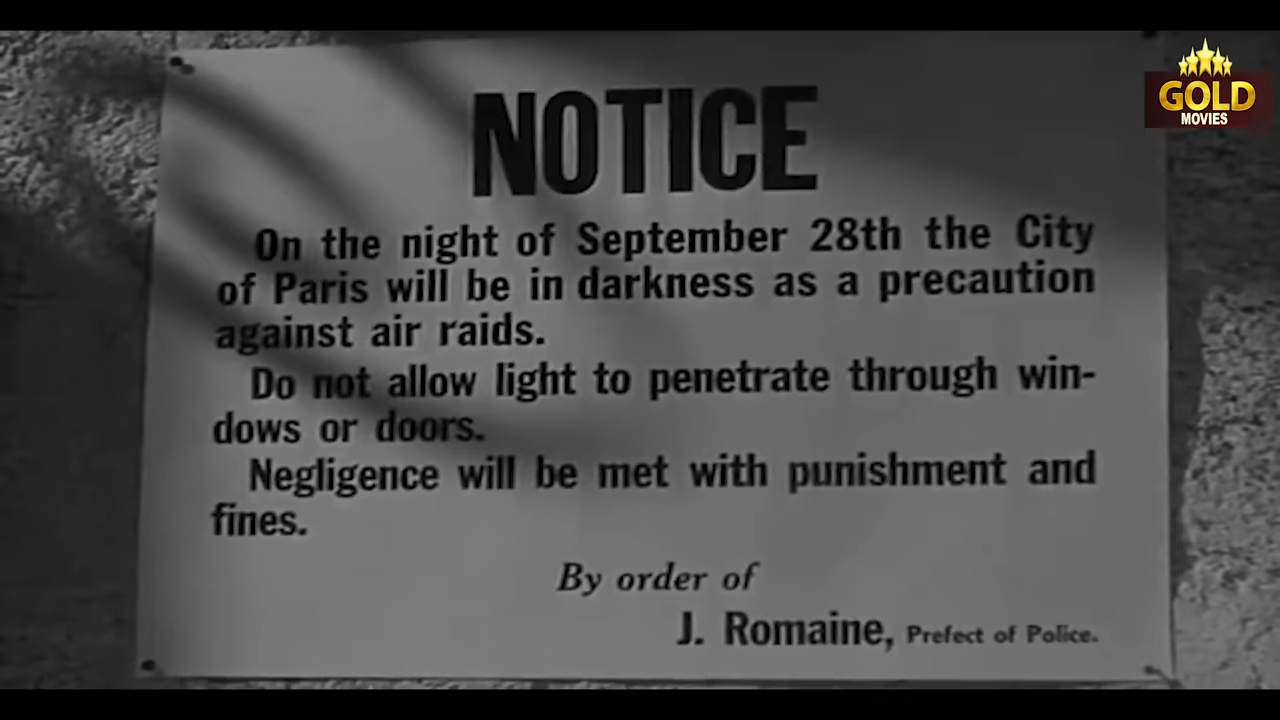 NOTICE
On the night of September 28th the City
of Paris will be in darkness as a precaution
against air raids.
Do not allow light to penetrate through win-
dows or doors.
Negligence will be met with punishment and
fines.
By order of
J. Romaine, Prefect of Police.
GOLD
MOVIES